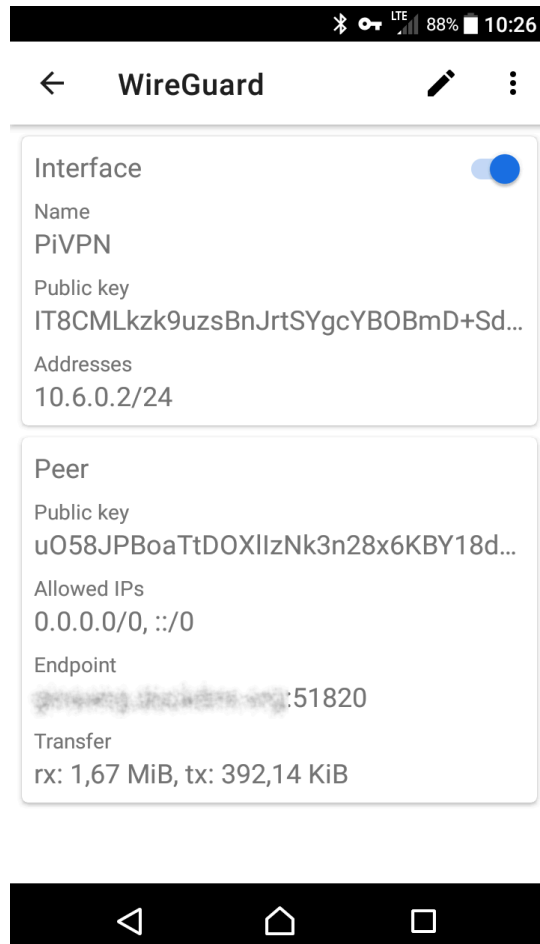 LTE 88% 10:26
WireGuard
Interface
Name
PiVPN
Public key
IT8CMLkzk9uzsBnJrtSYgcYBOBmD+Sd...
Addresses
10.6.0.2/24
Peer
Public key
uO58JPBoaTtDOXlIzNk3n28x6KBY18d...
Allowed IPs
0.0.0.0/0, ::/0
Endpoint
:51820
Transfer
rx: 1,67 MiB, tx: 392,14 KiB